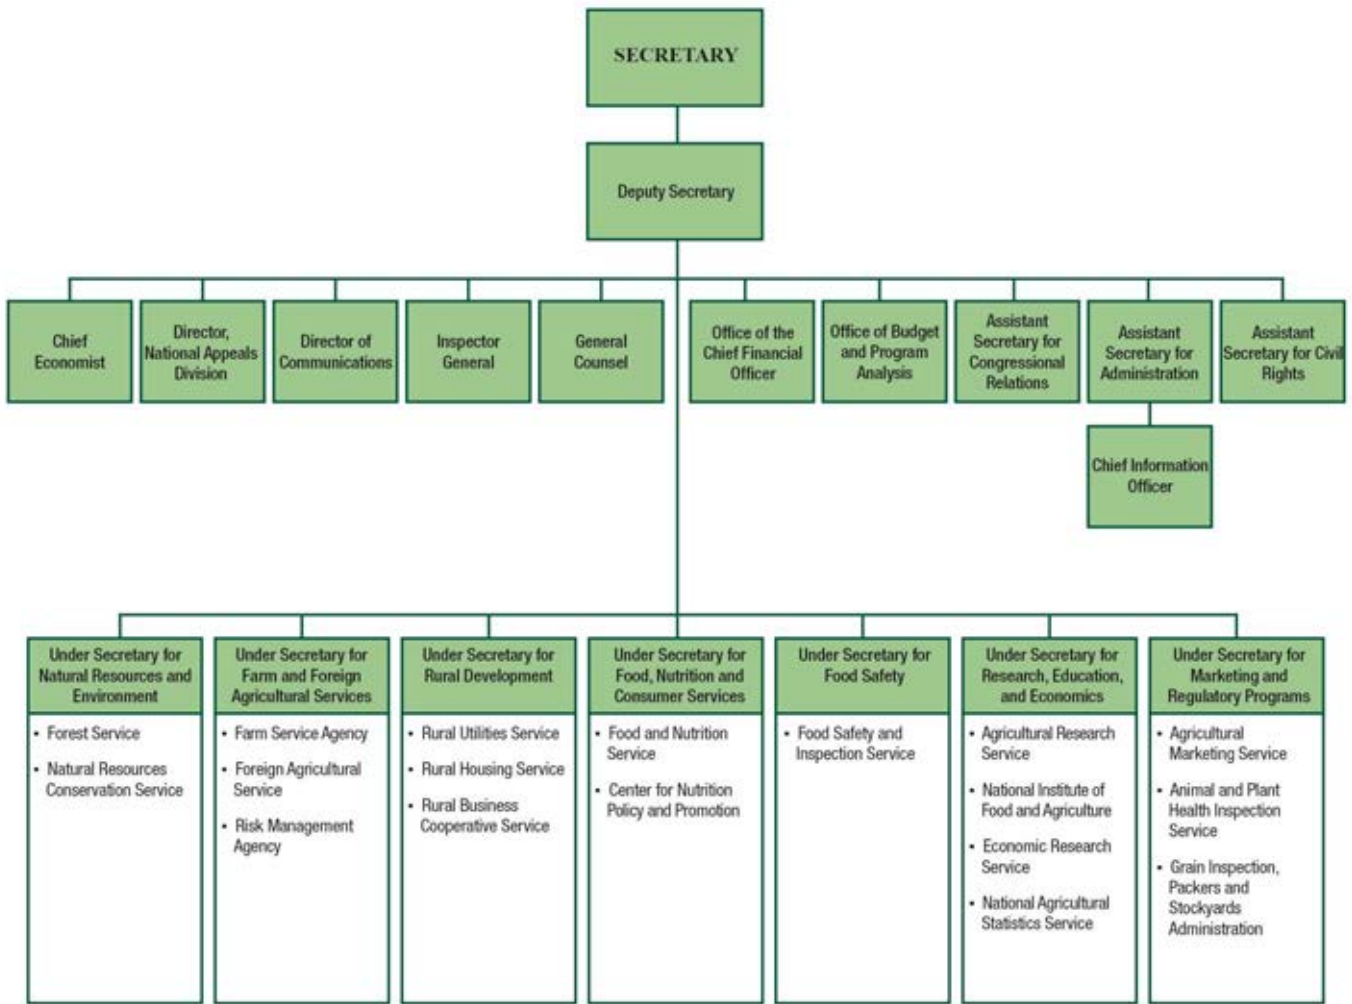 SECRETARY
Deputy Secretary
Chief
Economist
Director,
National Appeals
Division
Director of
Communications
Inspector
General
General
Counsel
Office of the
Chief Financial
Officer
Office of Budget
and Program
Analysis
Assistant
Secretary for
Congressional
Relations
Assistant
Secretary for
Administration
Assistant
Secretary for Civil
Rights
Chief Information
Officer
Under Secretary for
Natural Resources and
Environment
• Forest Service
• Natural Resources
Conservation Service
Under Secretary for
Farm and Foreign
Agricultural Services
• Farm Service Agency
• Foreign Agricultural
Service
• Risk Management
Agency
Under Secretary for
Rural Development
• Rural Utilities Service
• Rural Housing Service
• Rural Business
Cooperative Service
Under Secretary for
Food, Nutrition and
Consumer Services
• Food and Nutrition
Service
• Center for Nutrition
Policy and Promotion
Under Secretary for
Food Safety
• Food Safety and
Inspection Service
Under Secretary for
Research, Education,
and Economics
• Agricultural Research
Service
• National Institute of
Food and Agriculture
• Economic Research
Service
• National Agricultural
Statistics Service
Under Secretary for
Marketing and
Regulatory Programs
• Agricultural
Marketing Service
• Animal and Plant
Health Inspection
Service
• Grain Inspection,
Packers and
Stockyards
Administration